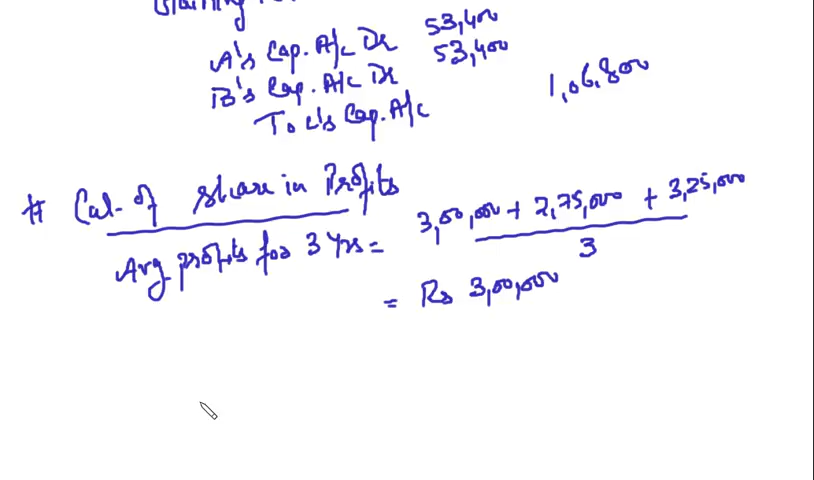 A's Cap. A/c Dr 53,400
B's Cap. A/c Dr 53,400
To C's Cap. A/c 1,06,800
# Cal. of share in Profits
Avg profits for 3 Yrs = 3,00,000 + 2,75,000 + 3,25,000
3
= Rs 3,00,000